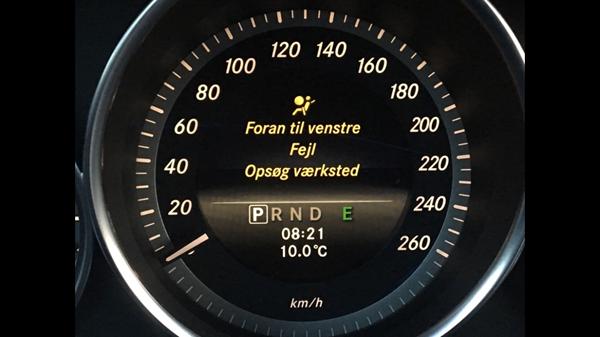 120 140
100 160
80 180
60 200
40 220
20 240
260
Foran til venstre
Fejl
Opsøg værksted
P R N D E
08:21
10.0°C
km/h